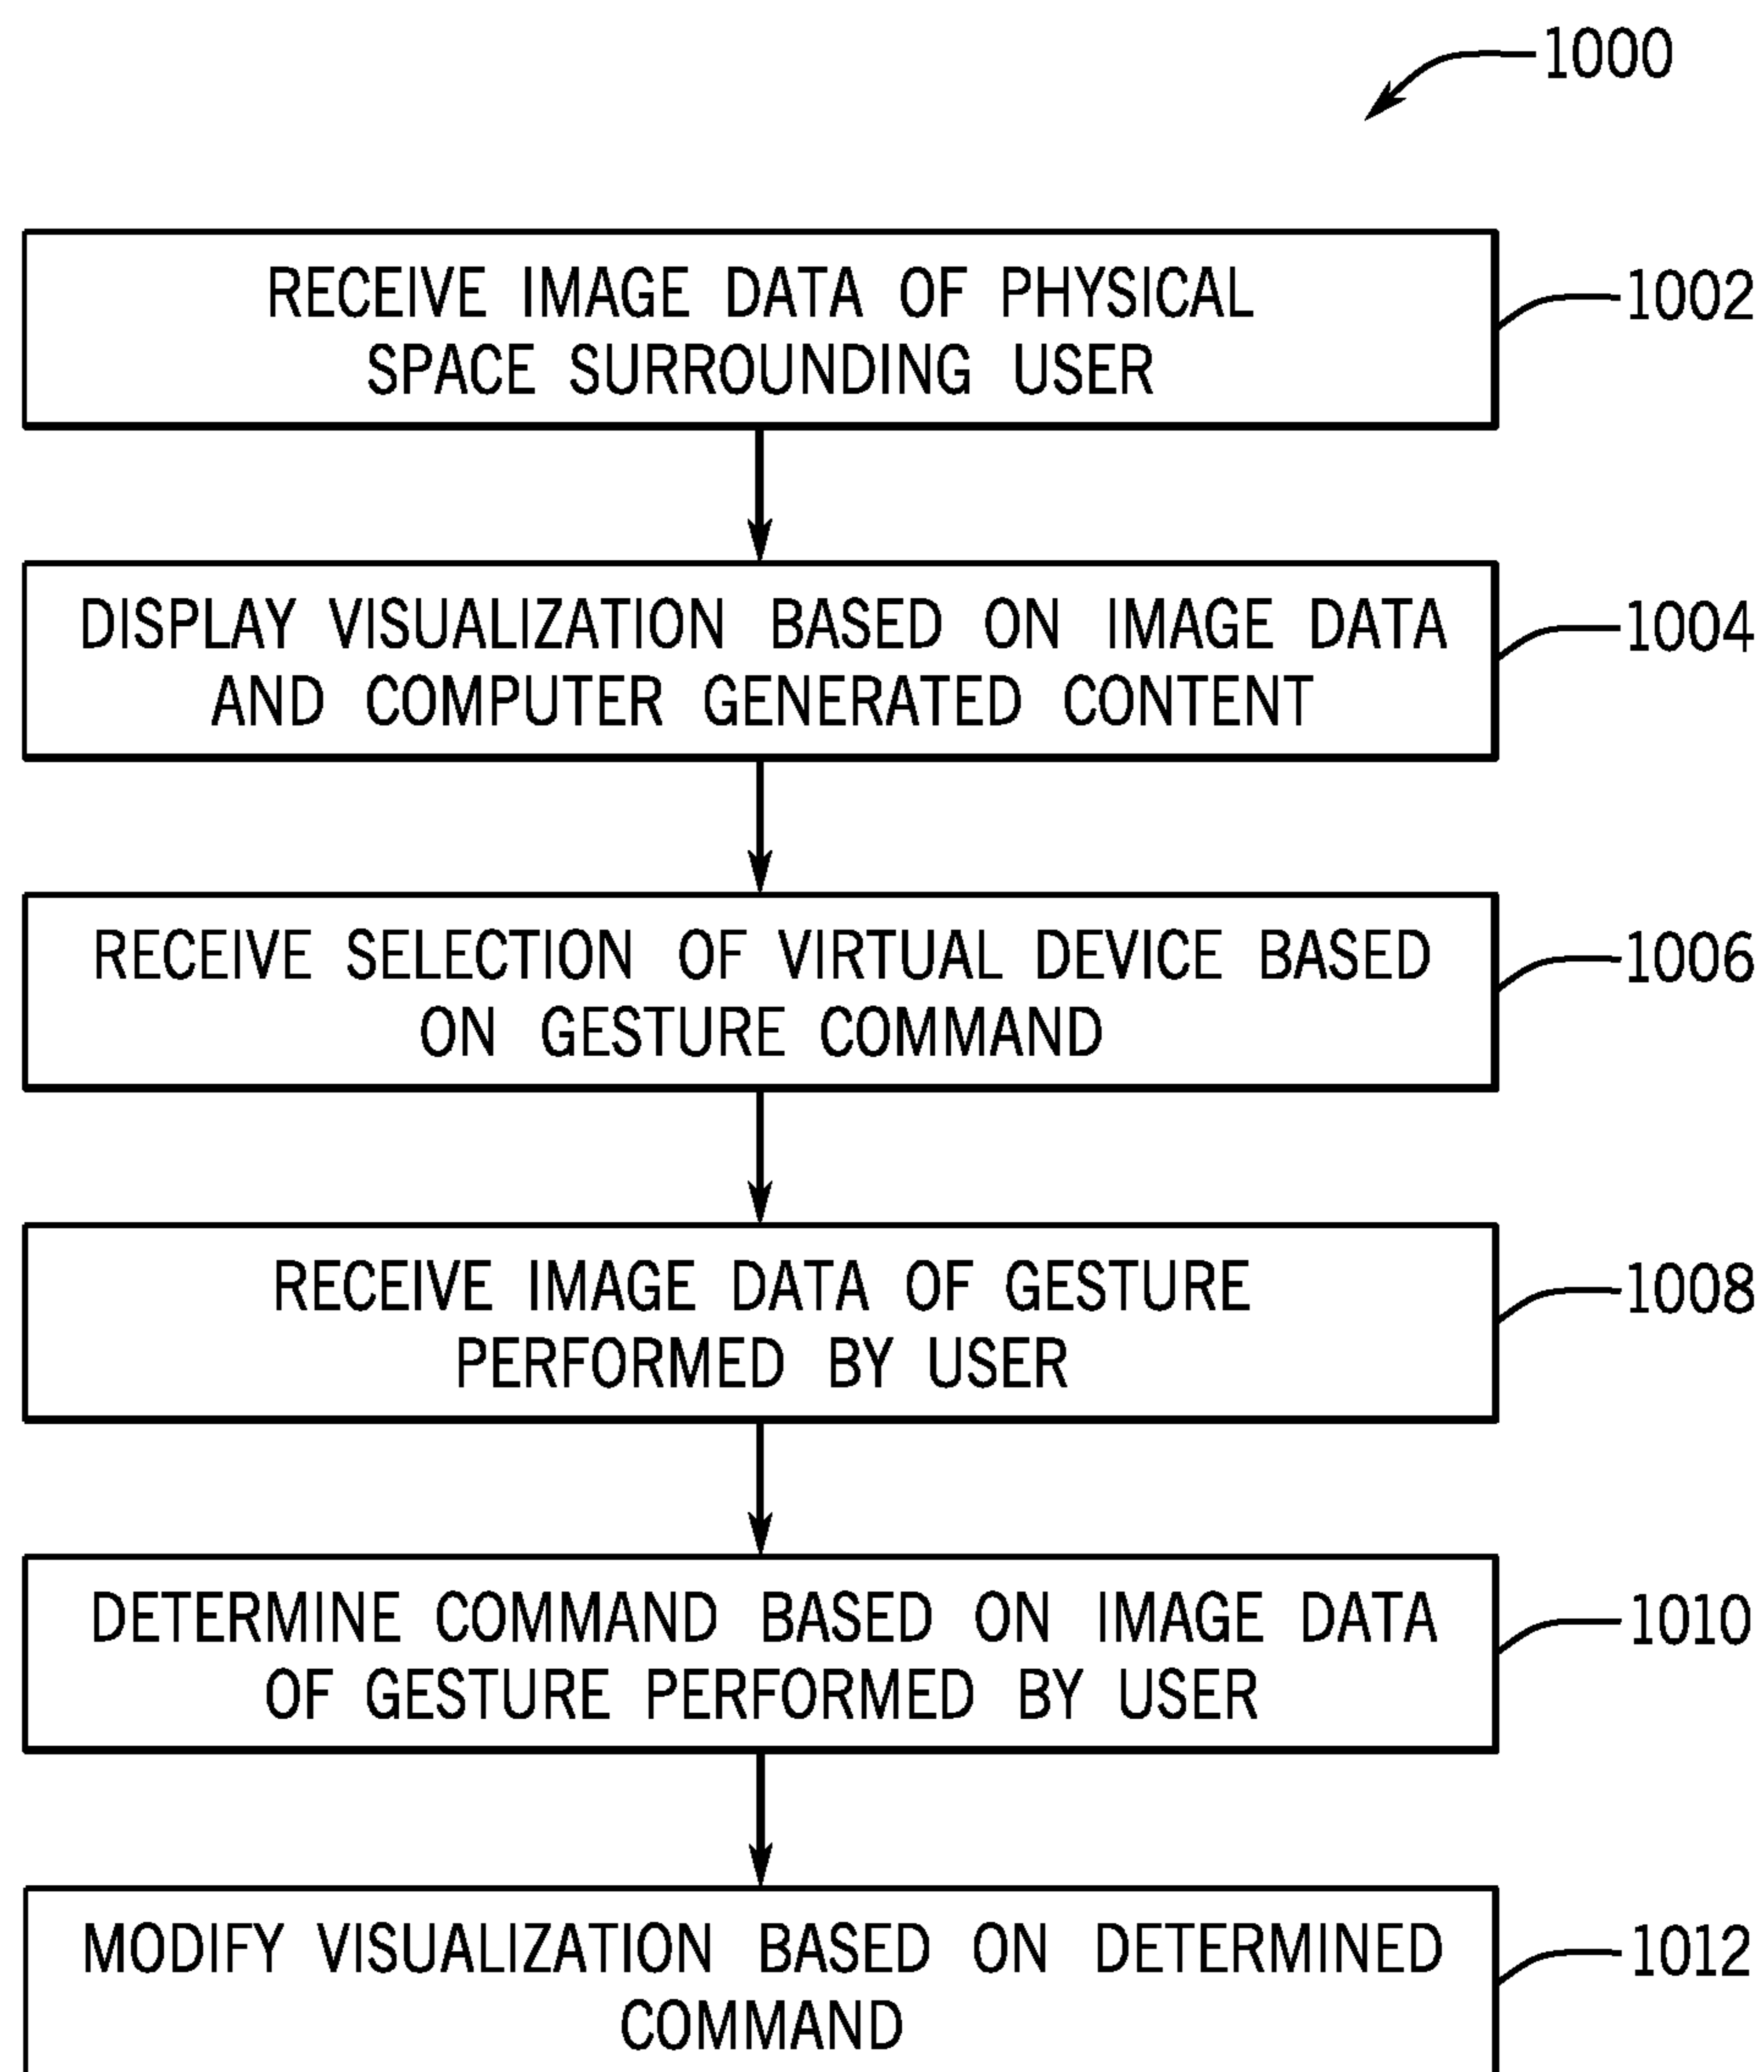 1000
RECEIVE IMAGE DATA OF PHYSICAL
SPACE SURROUNDING USER
1002
DISPLAY VISUALIZATION BASED ON IMAGE DATA
AND COMPUTER GENERATED CONTENT
1004
RECEIVE SELECTION OF VIRTUAL DEVICE BASED
ON GESTURE COMMAND
1006
RECEIVE IMAGE DATA OF GESTURE
PERFORMED BY USER
1008
DETERMINE COMMAND BASED ON IMAGE DATA
OF GESTURE PERFORMED BY USER
1010
MODIFY VISUALIZATION BASED ON DETERMINED
COMMAND
1012